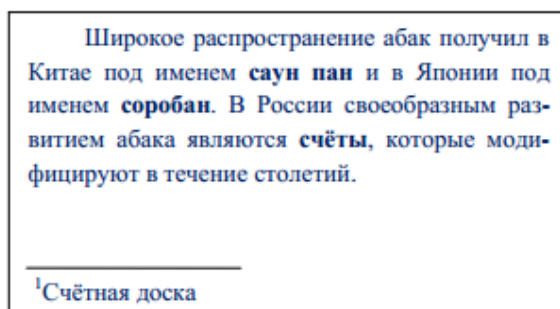 Широкое распространение абак получил в
Китае под именем саун пан и в Японии под
именем соробан. В России своеобразным раз-
витием абака являются счёты, которые моди-
фицируют в течение столетий.
¹Счётная доска